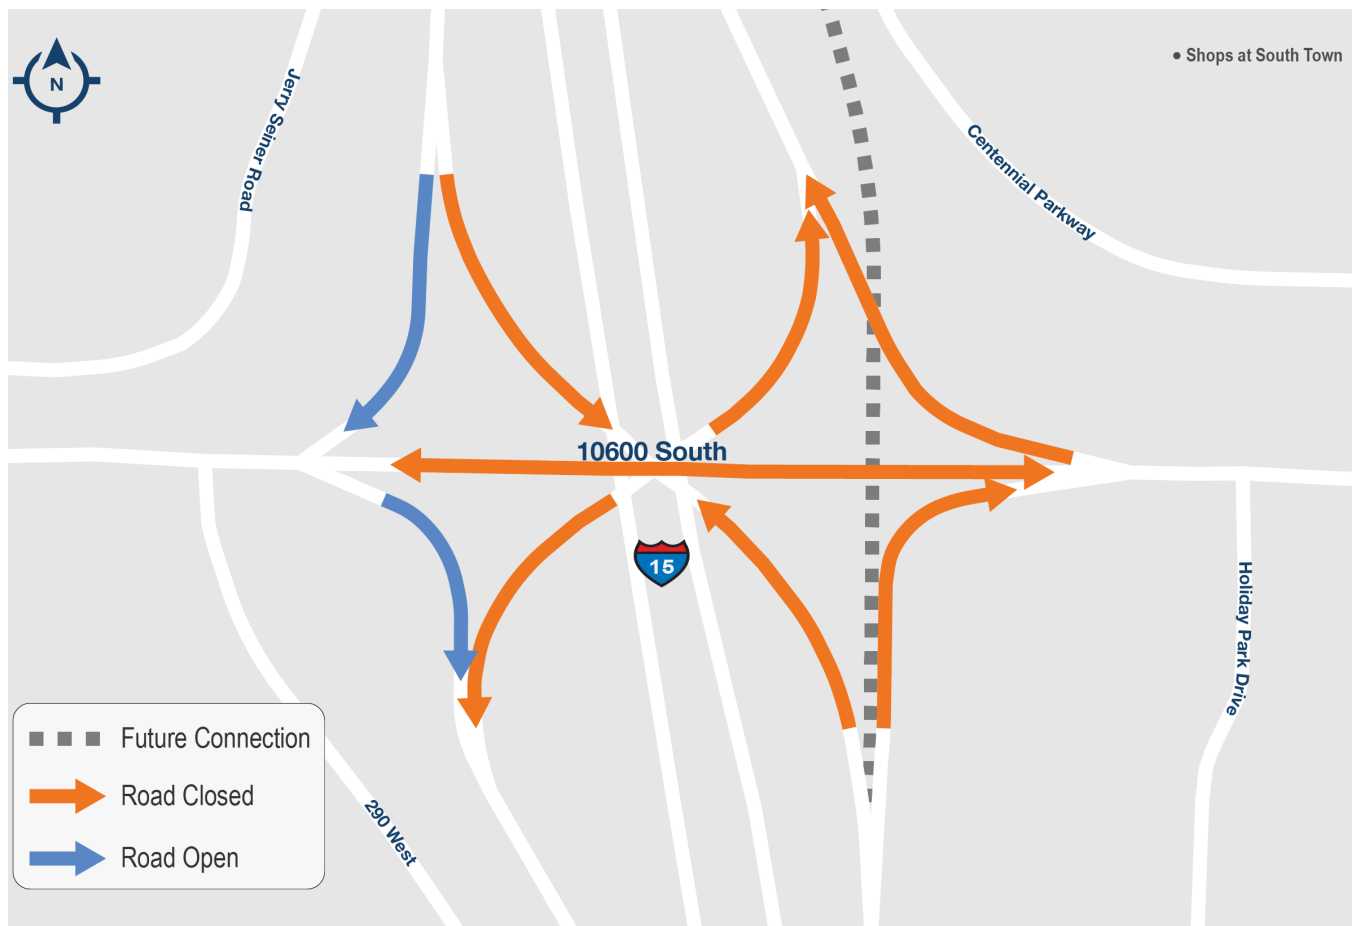 N
Jerry Seiner Road
• Shops at South Town
Centennial Parkway
10600 South
15
Holiday Park Drive
290 West
Future Connection
Road Closed
Road Open